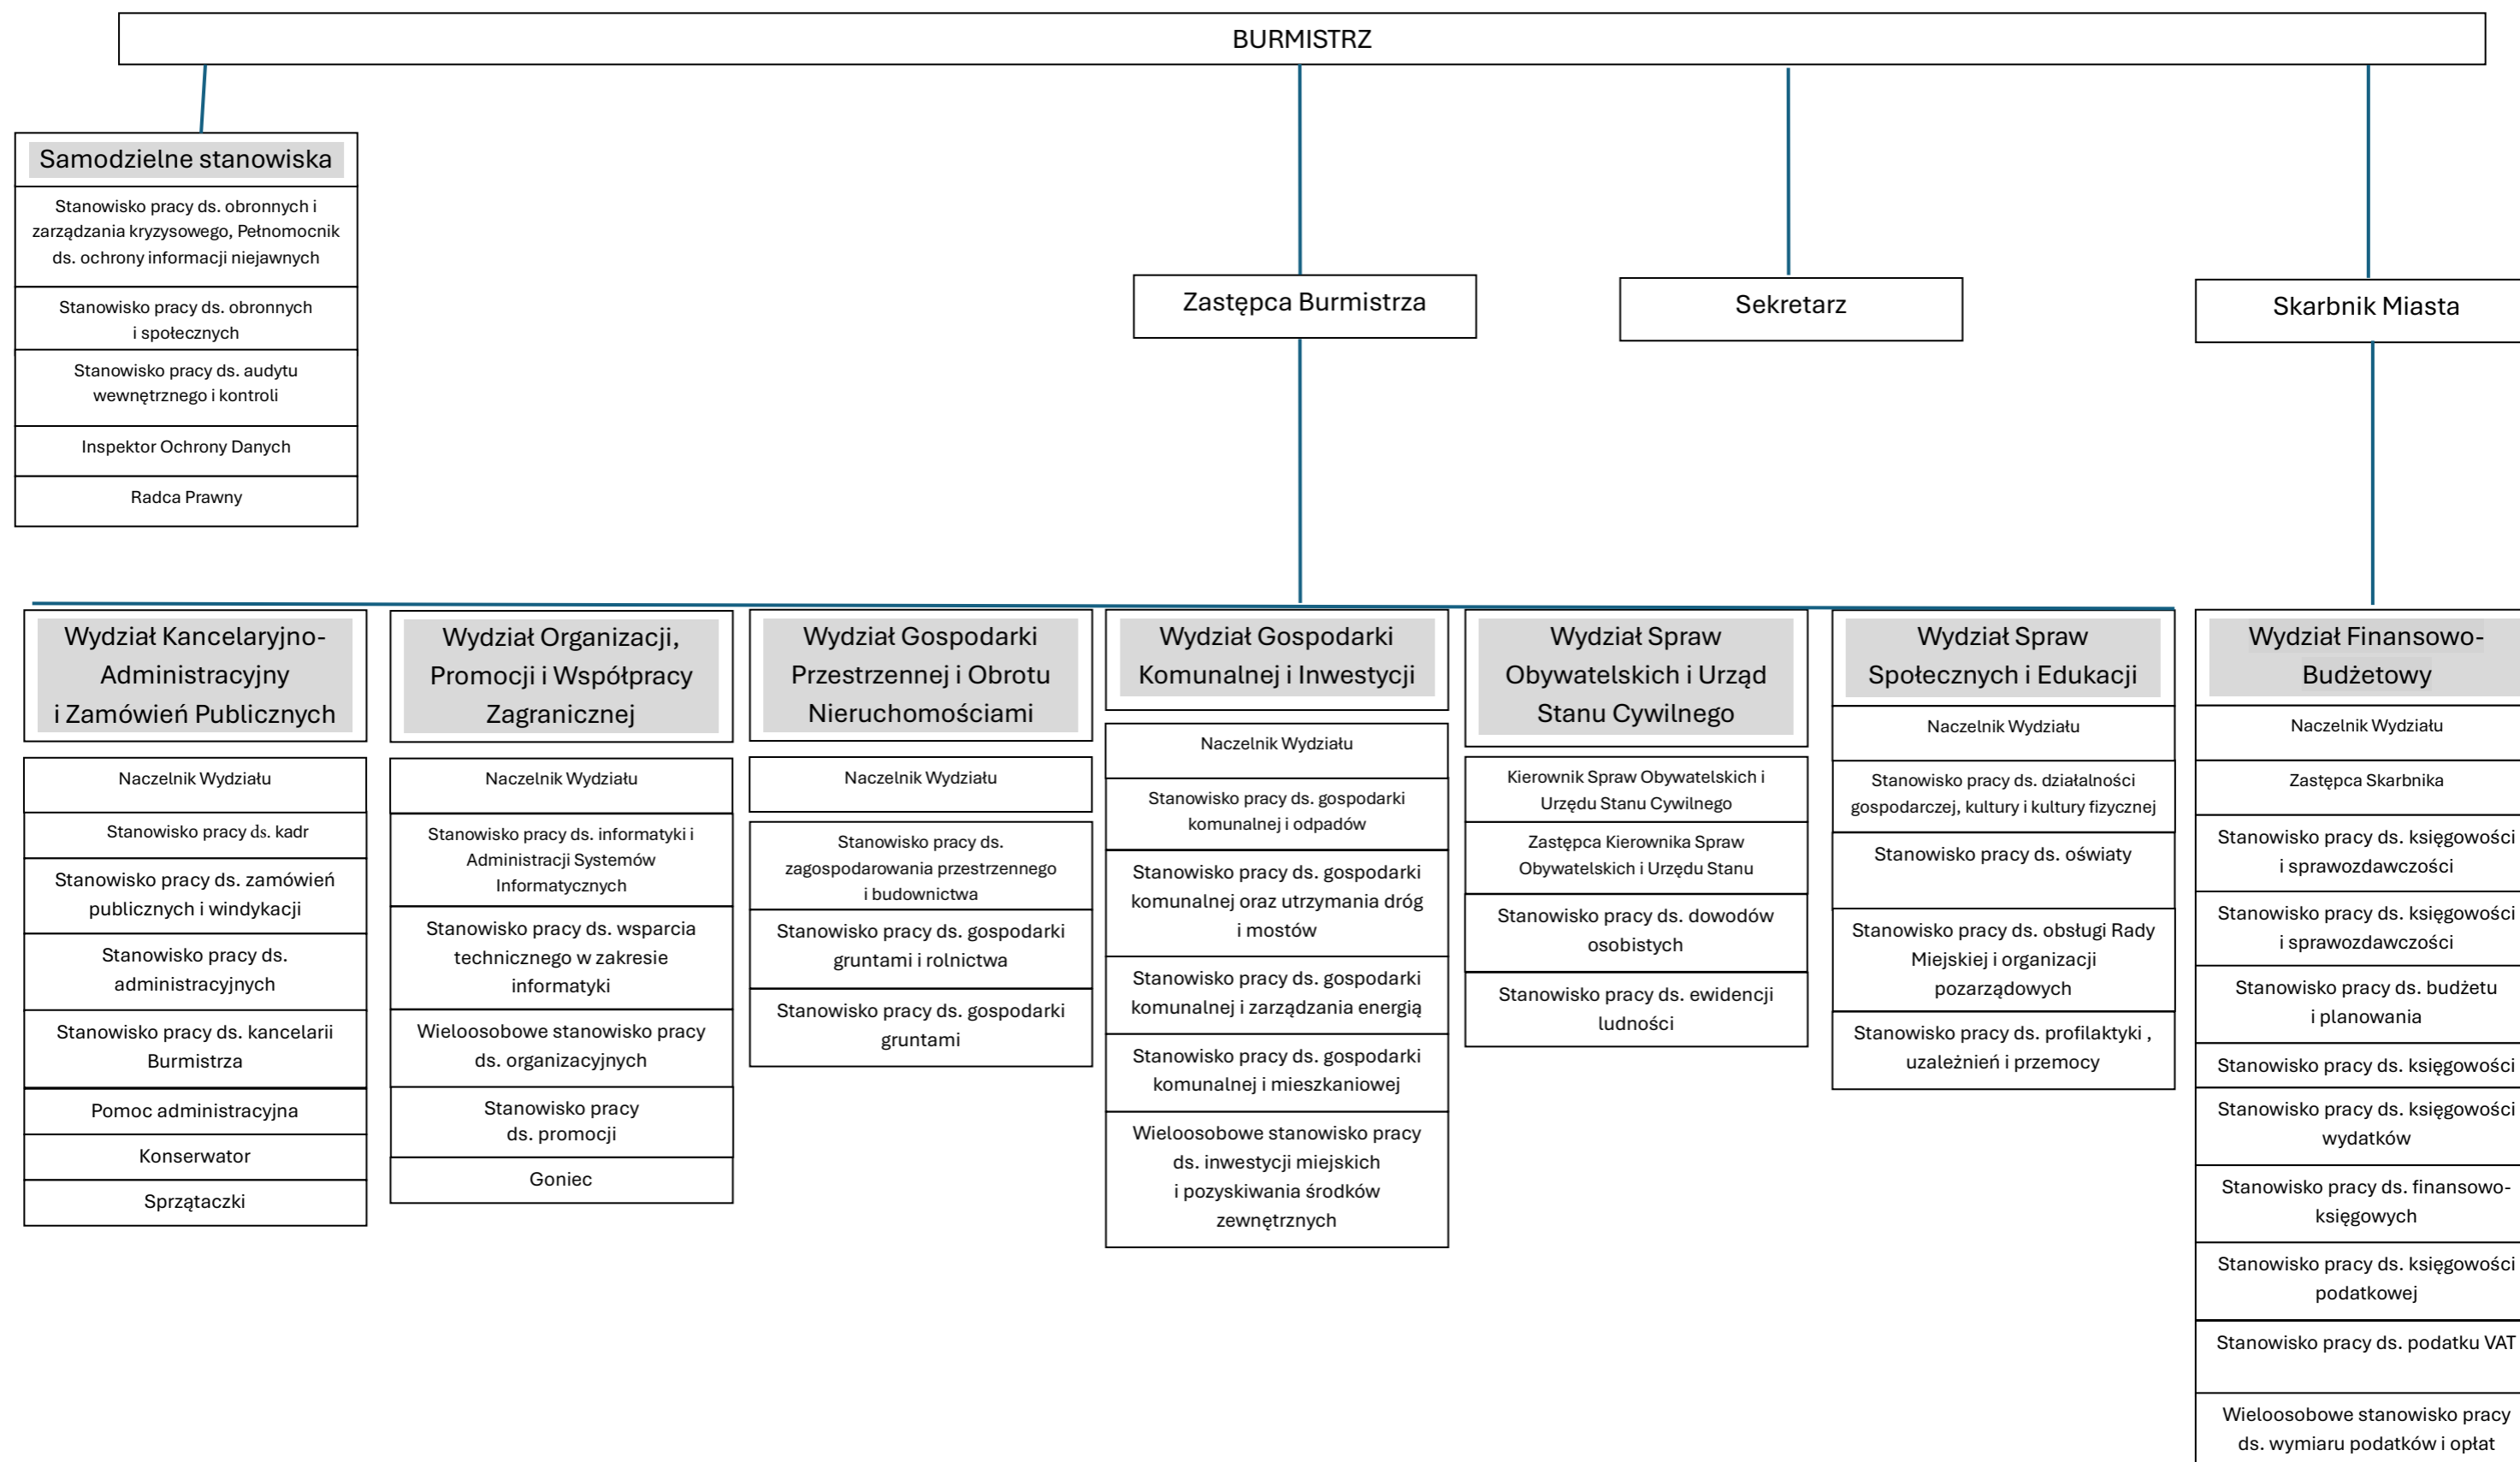 BURMISTRZ
Samodzielne stanowiska
Stanowisko pracy ds. obronnych i
zarządzania kryzysowego, Pełnomocnik
ds. ochrony informacji niejawnych
Stanowisko pracy ds. obronnych
i społecznych
Stanowisko pracy ds. audytu
wewnętrznego i kontroli
Inspektor Ochrony Danych
Radca Prawny
Zastępca Burmistrza
Sekretarz
Skarbnik Miasta
Wydział Kancelaryjno-
Administracyjny
i Zamówień Publicznych
Naczelnik Wydziału
Stanowisko pracy ds. kadr
Stanowisko pracy ds. zamówień
publicznych i windykacji
Stanowisko pracy ds.
administracyjnych
Stanowisko pracy ds. kancelarii
Burmistrza
Pomoc administracyjna
Konserwator
Sprzątaczki
Wydział Organizacji,
Promocji i Współpracy
Zagranicznej
Naczelnik Wydziału
Stanowisko pracy ds. informatyki i
Administracji Systemów
Informatycznych
Stanowisko pracy ds. wsparcia
technicznego w zakresie
informatyki
Wieloosobowe stanowisko pracy
ds. organizacyjnych
Stanowisko pracy
ds. promocji
Goniec
Wydział Gospodarki
Przestrzennej i Obrotu
Nieruchomościami
Naczelnik Wydziału
Stanowisko pracy ds.
zagospodarowania przestrzennego
i budownictwa
Stanowisko pracy ds. gospodarki
gruntami i rolnictwa
Stanowisko pracy ds. gospodarki
gruntami
Wydział Gospodarki
Komunalnej i Inwestycji
Naczelnik Wydziału
Stanowisko pracy ds. gospodarki
komunalnej i odpadów
Stanowisko pracy ds. gospodarki
komunalnej oraz utrzymania dróg
i mostów
Stanowisko pracy ds. gospodarki
komunalnej i zarządzania energią
Stanowisko pracy ds. gospodarki
komunalnej i mieszkaniowej
Wieloosobowe stanowisko pracy
ds. inwestycji miejskich
i pozyskiwania środków
zewnętrznych
Wydział Spraw
Obywatelskich i Urząd
Stanu Cywilnego
Kierownik Spraw Obywatelskich i
Urzędu Stanu Cywilnego
Zastępca Kierownika Spraw
Obywatelskich i Urzędu Stanu
Stanowisko pracy ds. dowodów
osobistych
Stanowisko pracy ds. ewidencji
ludności
Wydział Spraw
Społecznych i Edukacji
Naczelnik Wydziału
Stanowisko pracy ds. działalności
gospodarczej, kultury i kultury fizycznej
Stanowisko pracy ds. oświaty
Stanowisko pracy ds. obsługi Rady
Miejskiej i organizacji
pozarządowych
Stanowisko pracy ds. profilaktyki ,
uzależnień i przemocy
Wydział Finansowo-
Budżetowy
Naczelnik Wydziału
Zastępca Skarbnika
Stanowisko pracy ds. księgowości
i sprawozdawczości
Stanowisko pracy ds. księgowości
i sprawozdawczości
Stanowisko pracy ds. budżetu
i planowania
Stanowisko pracy ds. księgowości
Stanowisko pracy ds. księgowości
wydatków
Stanowisko pracy ds. finansowo-
księgowych
Stanowisko pracy ds. księgowości
podatkowej
Stanowisko pracy ds. podatku VAT
Wieloosobowe stanowisko pracy
ds. wymiaru podatków i opłat